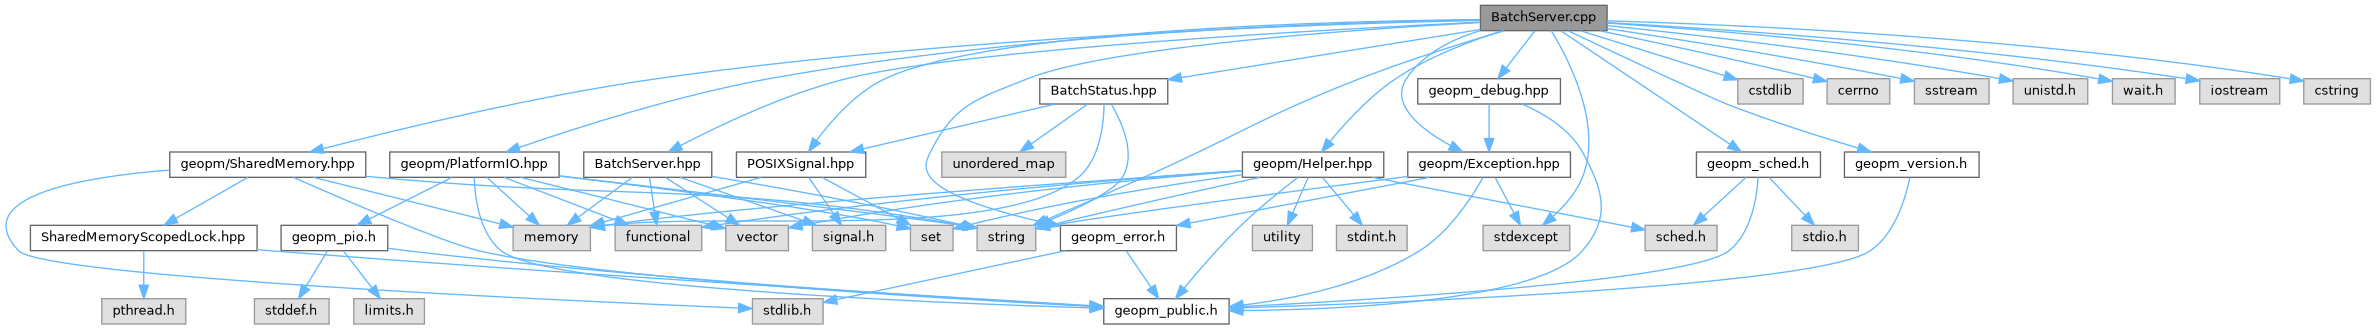 BatchServer.cpp
BatchStatus.hpp
geopm_debug.hpp
cstdlib
cerrno
sstream
unistd.h
wait.h
iostream
cstring
geopm/SharedMemory.hpp
geopm/PlatformIO.hpp
BatchServer.hpp
POSIXSignal.hpp
unordered_map
geopm/Helper.hpp
geopm/Exception.hpp
geopm_sched.h
geopm_version.h
SharedMemoryScopedLock.hpp
geopm_pio.h
memory
functional
vector
signal.h
set
string
geopm_error.h
utility
stdint.h
stdexcept
sched.h
stdio.h
pthread.h
stddef.h
limits.h
stdlib.h
geopm_public.h